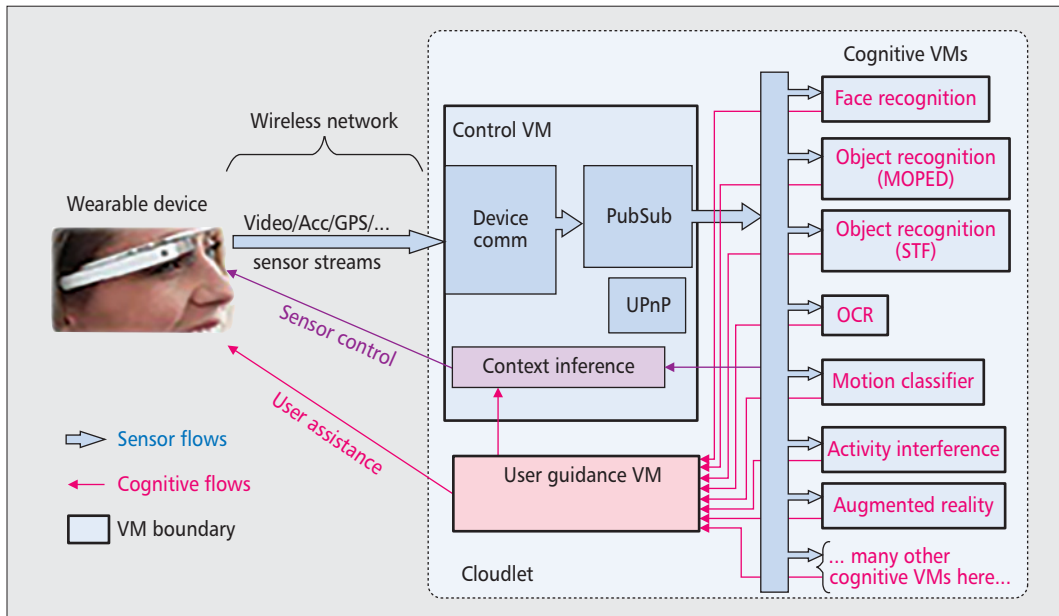 Cognitive VMs
Face recognition
Wireless network
Control VM
Object recognition
(MOPED)
Wearable device
Device
comm
PubSub
Video/Acc/GPS/...
sensor streams
Object recognition
(STF)
UPnP
OCR
Sensor control
Context inference
Motion classifier
User assistance
Sensor flows
Cognitive flows
VM boundary
User guidance VM
Activity interference
Augmented reality
... many other
cognitive VMs here...
Cloudlet